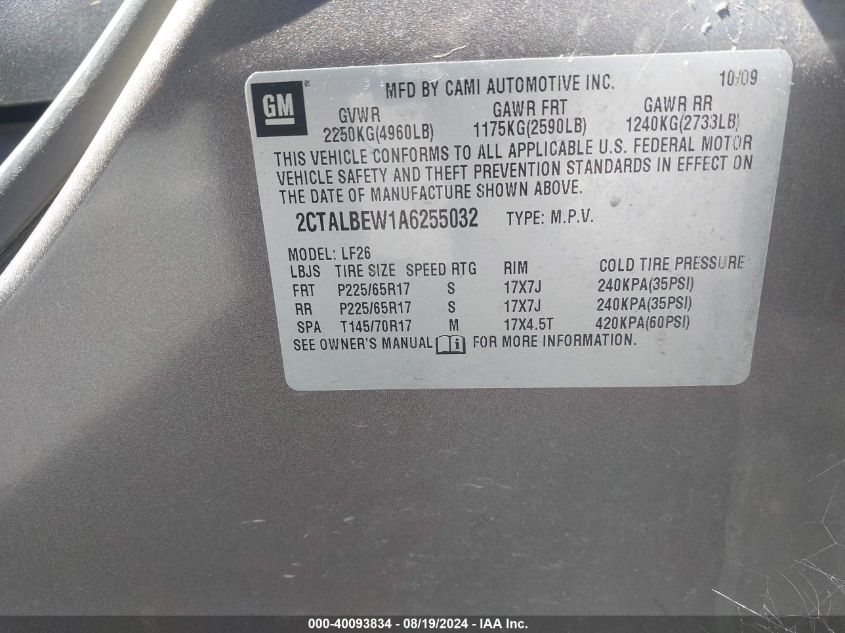 GM ®
MFD BY CAMI AUTOMOTIVE INC. 10/09
GVWR GAWR FRT GAWR RR
2250KG(4960LB) 1175KG(2590LB) 1240KG(2733LB)
THIS VEHICLE CONFORMS TO ALL APPLICABLE U.S. FEDERAL MOTOR
VEHICLE SAFETY AND THEFT PREVENTION STANDARDS IN EFFECT ON
THE DATE OF MANUFACTURE SHOWN ABOVE.
2CTALBEW1A6255032 TYPE: M.P.V.
MODEL: LF26
LBJS TIRE SIZE SPEED RTG RIM COLD TIRE PRESSURE
FRT P225/65R17 S 17X7J 240KPA(35PSI)
RR P225/65R17 S 17X7J 240KPA(35PSI)
SPA T145/70R17 M 17X4.5T 420KPA(60PSI)
SEE OWNER'S MANUAL i FOR MORE INFORMATION.
000-40093834 - 08/19/2024 - IAA Inc.